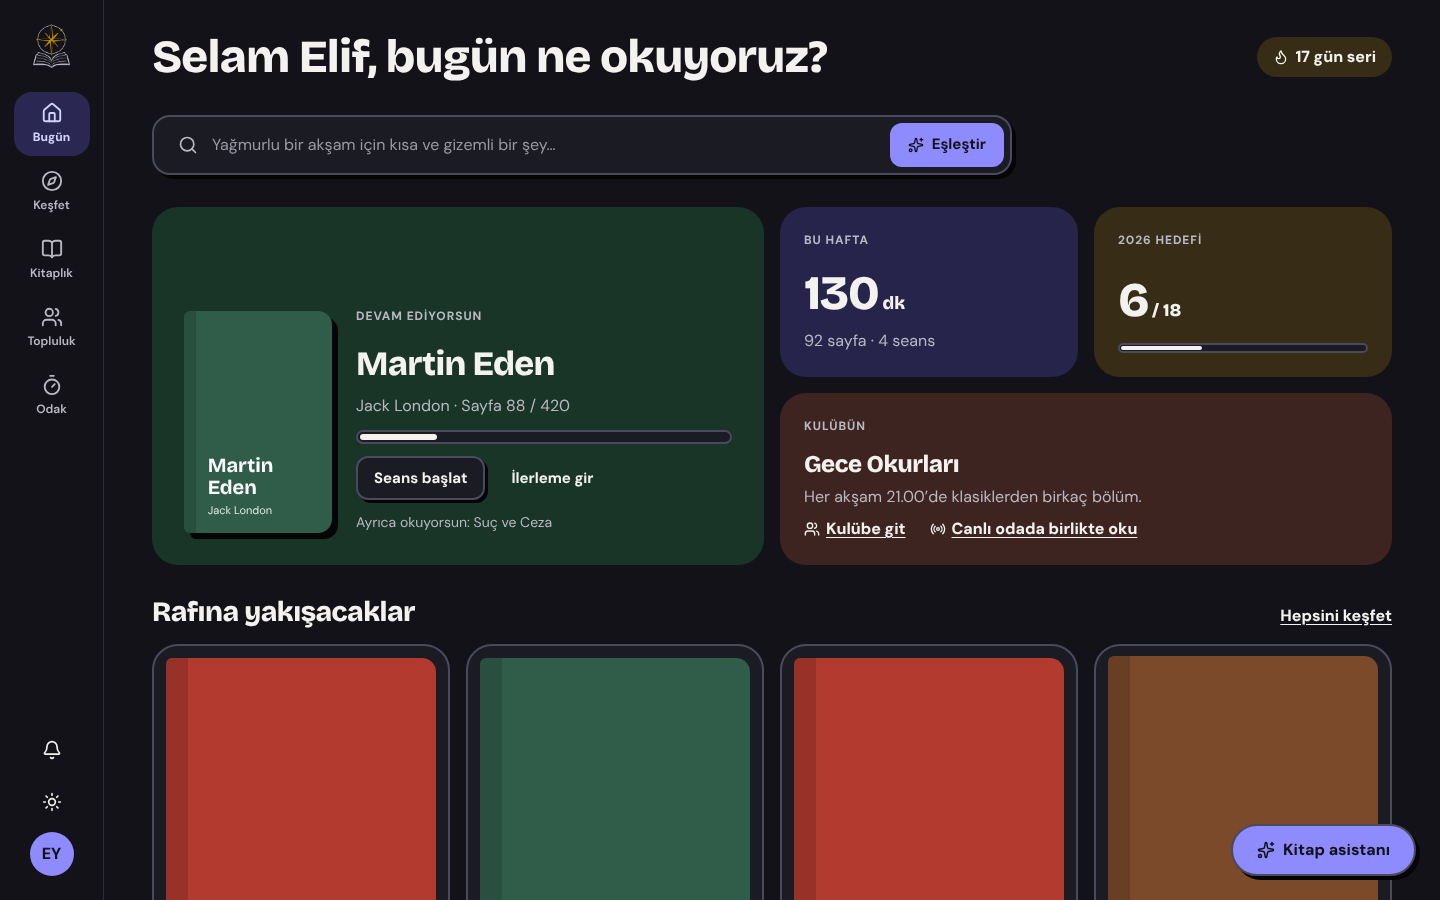 Selam Elif, bugün ne okuyoruz?
17 gün seri
Bugün
Keşfet
Kitaplık
Topluluk
Odak
EY
Yağmurlu bir akşam için kısa ve gizemli bir şey...
Eşleştir
DEVAM EDİYORSUN
Martin Eden
Jack London · Sayfa 88 / 420
Seans başlat
İlerleme gir
Ayrıca okuyorsun: Suç ve Ceza
Martin
Eden
Jack London
BU HAFTA
130 dk
92 sayfa · 4 seans
2026 HEDEFİ
6 / 18
KULÜBÜN
Gece Okurları
Her akşam 21.00’de klasiklerden birkaç bölüm.
Kulübe git
Canlı odada birlikte oku
Rafına yakışacaklar
Hepsini keşfet
Kitap asistanı